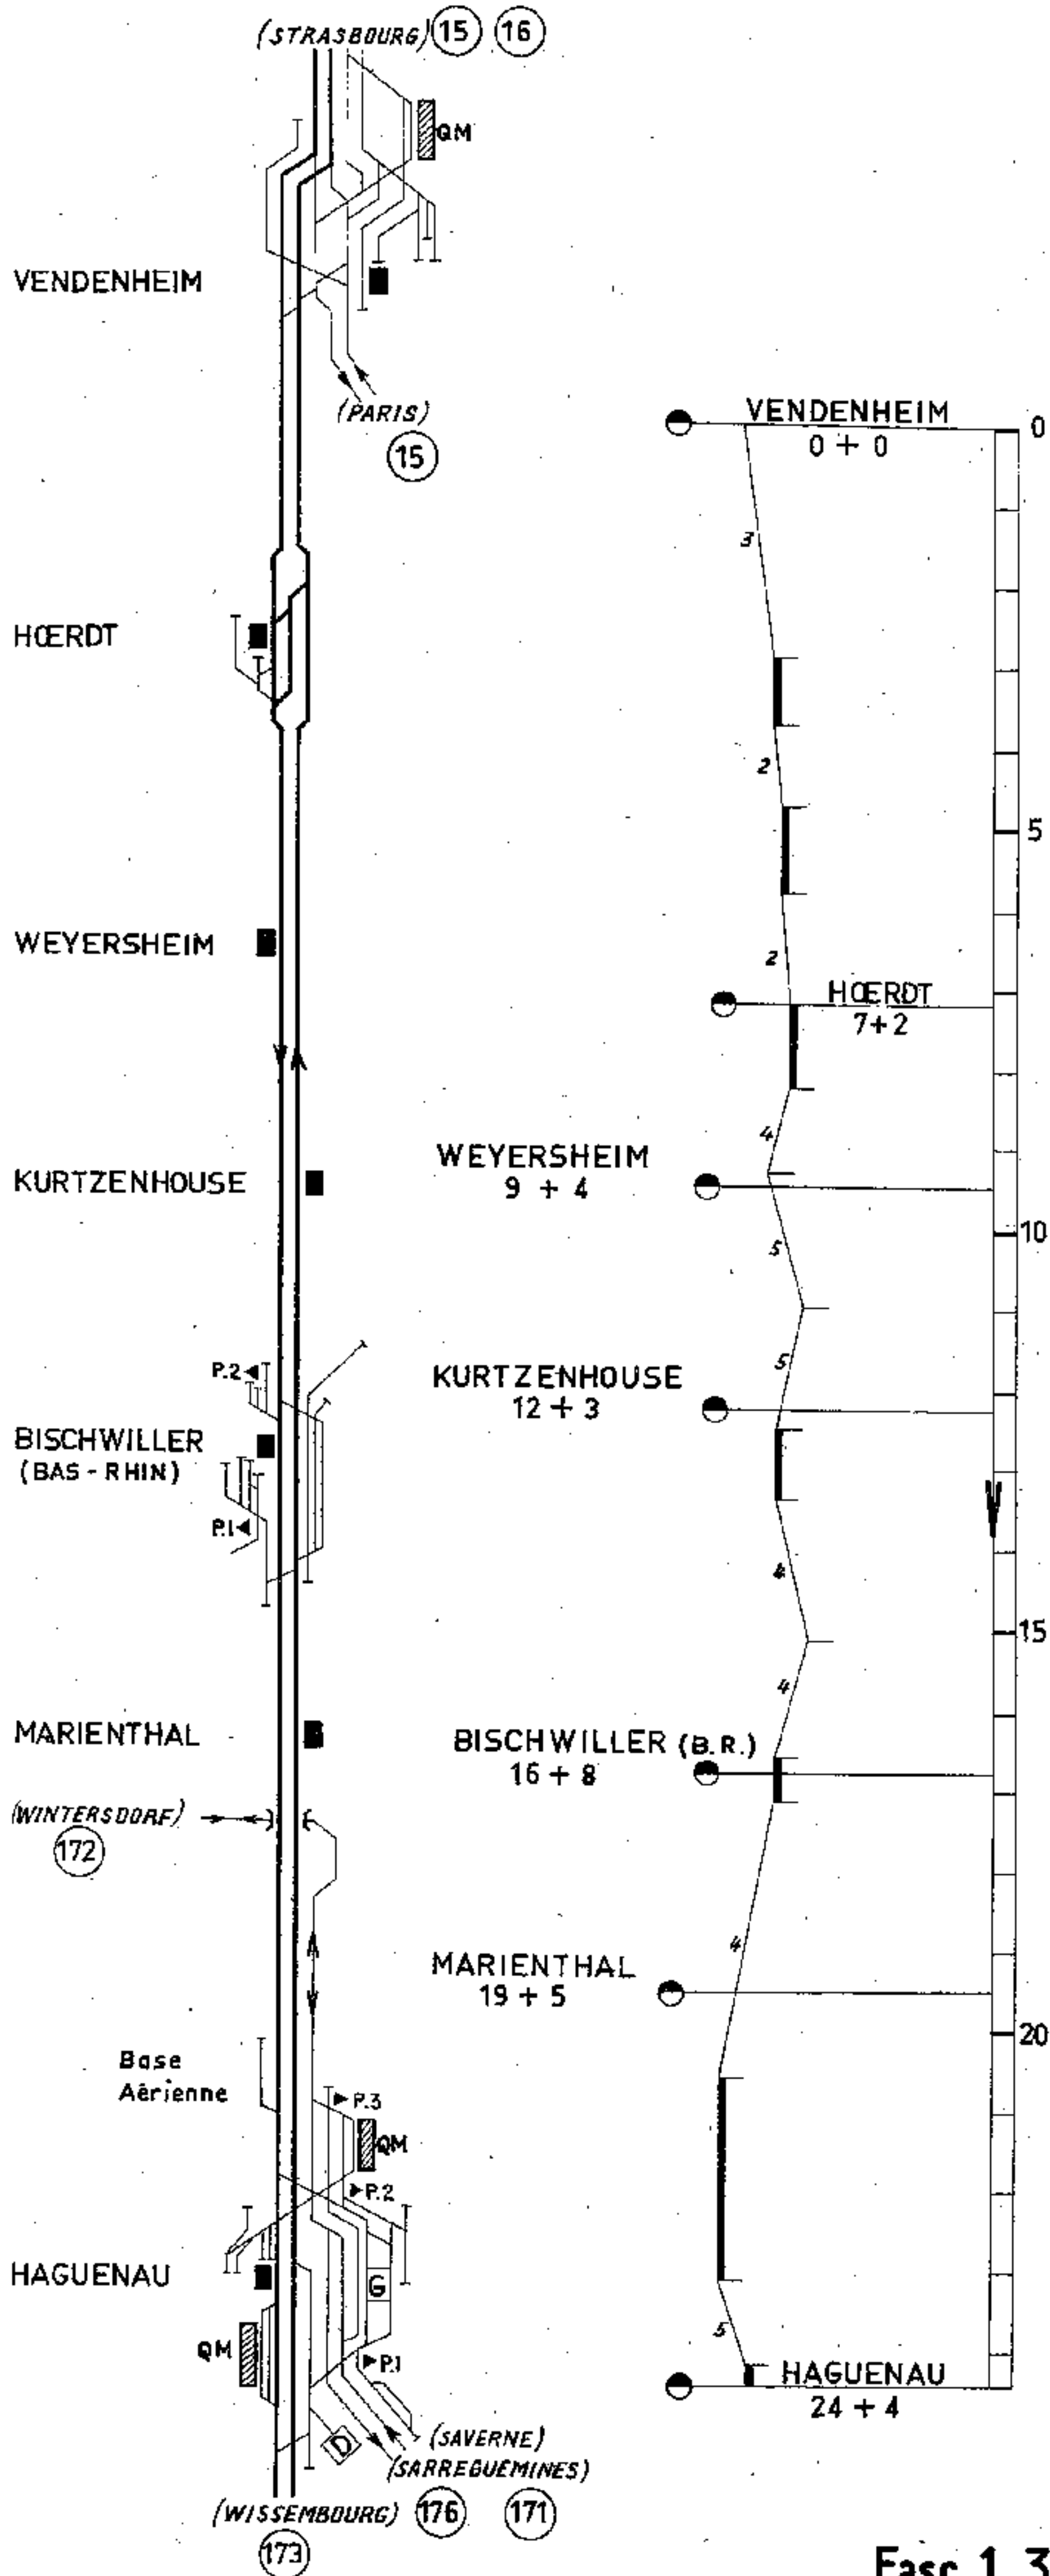 (STRASBOURG) 15 16
QM
VENDENHEIM
(PARIS)
15
HŒRDT
WEYERSHEIM
KURTZENHOUSE
P.2
BISCHWILLER
(BAS - RHIN)
P.1
MARIENTHAL
(WINTERSDORF)
172
Base
Aérienne
P.3
QM
P.2
HAGUENAU
G
QM
P.1
D
(SAVERNE)
(SARREGUEMINES)
(WISSEMBOURG) 176 171
173
VENDENHEIM
0 + 0
0
3
2
5
2
HŒRDT
7+2
4
WEYERSHEIM
9 + 4
10
5
5
KURTZENHOUSE
12 + 3
4
15
4
BISCHWILLER (B.R.)
16 + 8
4
MARIENTHAL
19 + 5
20
5
HAGUENAU
24 + 4
Fasc 1 3